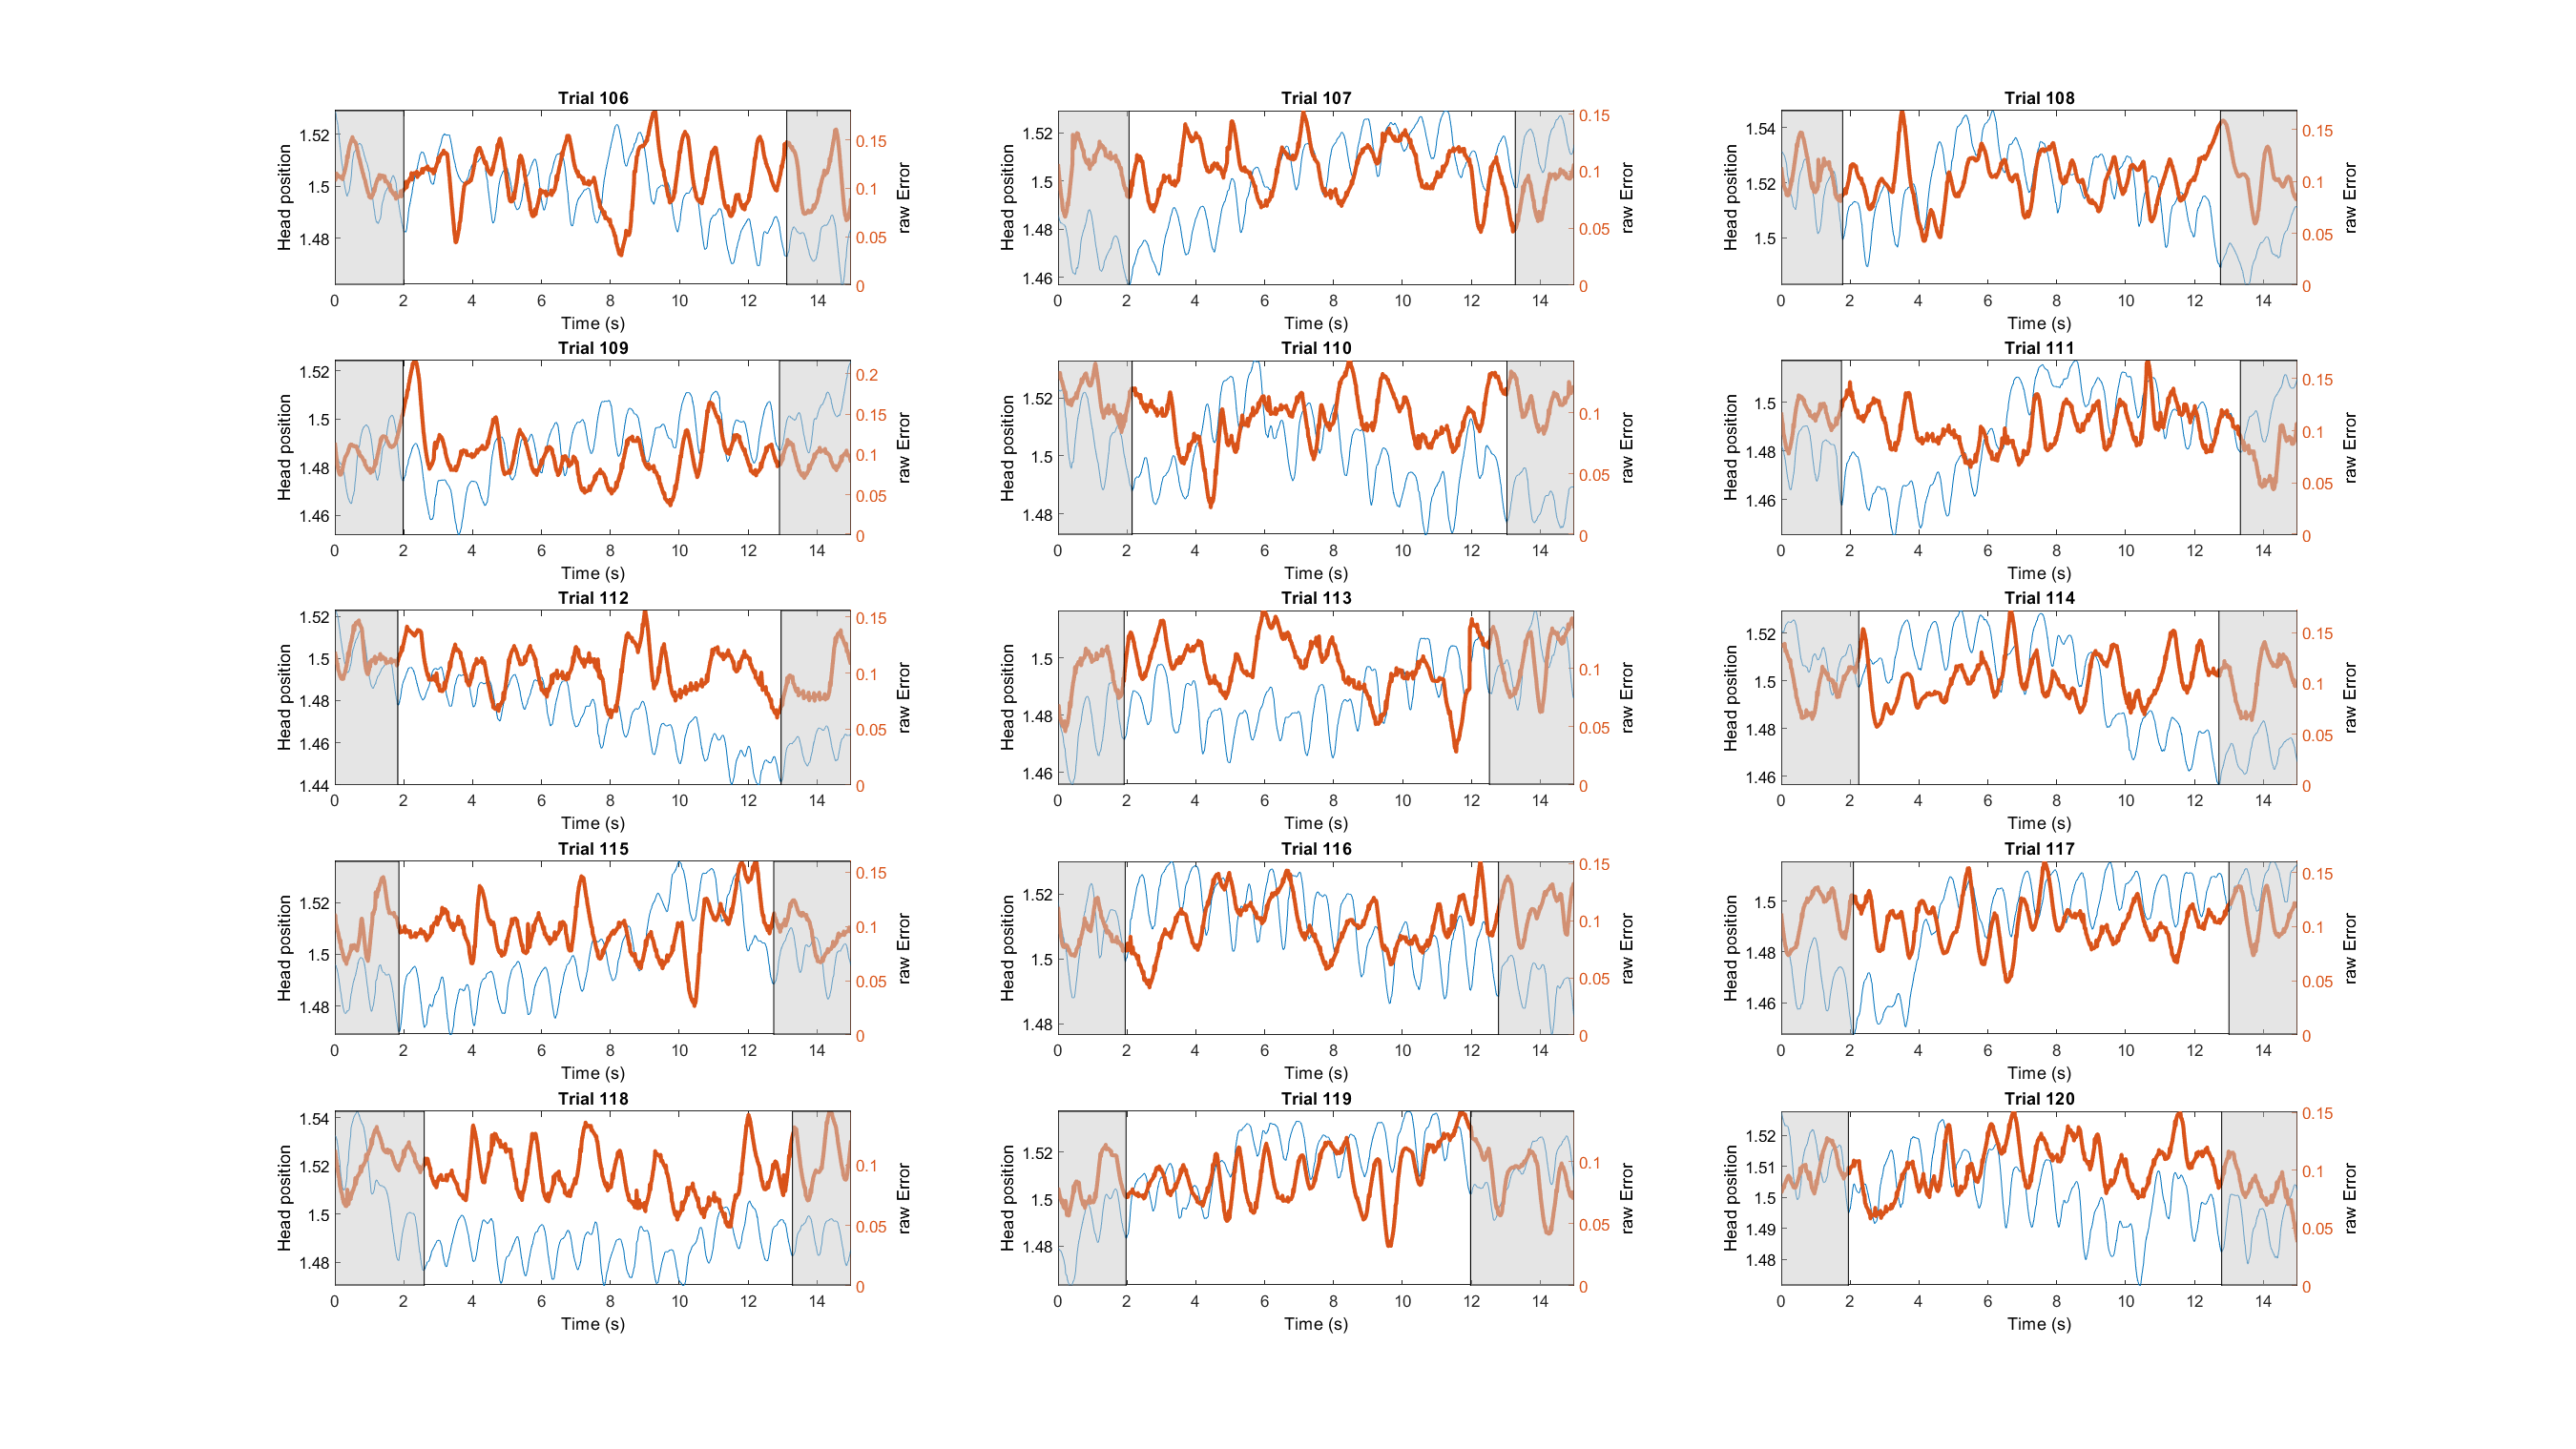 Trial 106
Trial 107
Trial 108
1.52
1.5
1.48
Head position
0.15
0.1
0.05
0
raw Error
0 2 4 6 8 10 12 14
Time (s)
1.52
1.5
1.48
1.46
Head position
0.15
0.1
0.05
0
raw Error
0 2 4 6 8 10 12 14
Time (s)
1.54
1.52
1.5
Head position
0.15
0.1
0.05
0
raw Error
0 2 4 6 8 10 12 14
Time (s)
Trial 109
Trial 110
Trial 111
1.52
1.5
1.48
1.46
Head position
0.2
0.15
0.1
0.05
0
raw Error
0 2 4 6 8 10 12 14
Time (s)
1.52
1.5
1.48
Head position
0.1
0.05
0
raw Error
0 2 4 6 8 10 12 14
Time (s)
1.5
1.48
1.46
Head position
0.15
0.1
0.05
0
raw Error
0 2 4 6 8 10 12 14
Time (s)
Trial 112
Trial 113
Trial 114
1.52
1.5
1.48
1.46
1.44
Head position
0.15
0.1
0.05
0
raw Error
0 2 4 6 8 10 12 14
Time (s)
1.5
1.48
1.46
Head position
0.1
0.05
0
raw Error
0 2 4 6 8 10 12 14
Time (s)
1.52
1.5
1.48
1.46
Head position
0.15
0.1
0.05
0
raw Error
0 2 4 6 8 10 12 14
Time (s)
Trial 115
Trial 116
Trial 117
1.52
1.5
1.48
Head position
0.15
0.1
0.05
0
raw Error
0 2 4 6 8 10 12 14
Time (s)
1.52
1.5
1.48
Head position
0.15
0.1
0.05
0
raw Error
0 2 4 6 8 10 12 14
Time (s)
1.5
1.48
1.46
Head position
0.15
0.1
0.05
0
raw Error
0 2 4 6 8 10 12 14
Time (s)
Trial 118
Trial 119
Trial 120
1.54
1.52
1.5
1.48
Head position
0.1
0.05
0
raw Error
0 2 4 6 8 10 12 14
Time (s)
1.52
1.5
1.48
Head position
0.1
0.05
0
raw Error
0 2 4 6 8 10 12 14
Time (s)
1.52
1.51
1.5
1.49
1.48
Head position
0.15
0.1
0.05
0
raw Error
0 2 4 6 8 10 12 14
Time (s)